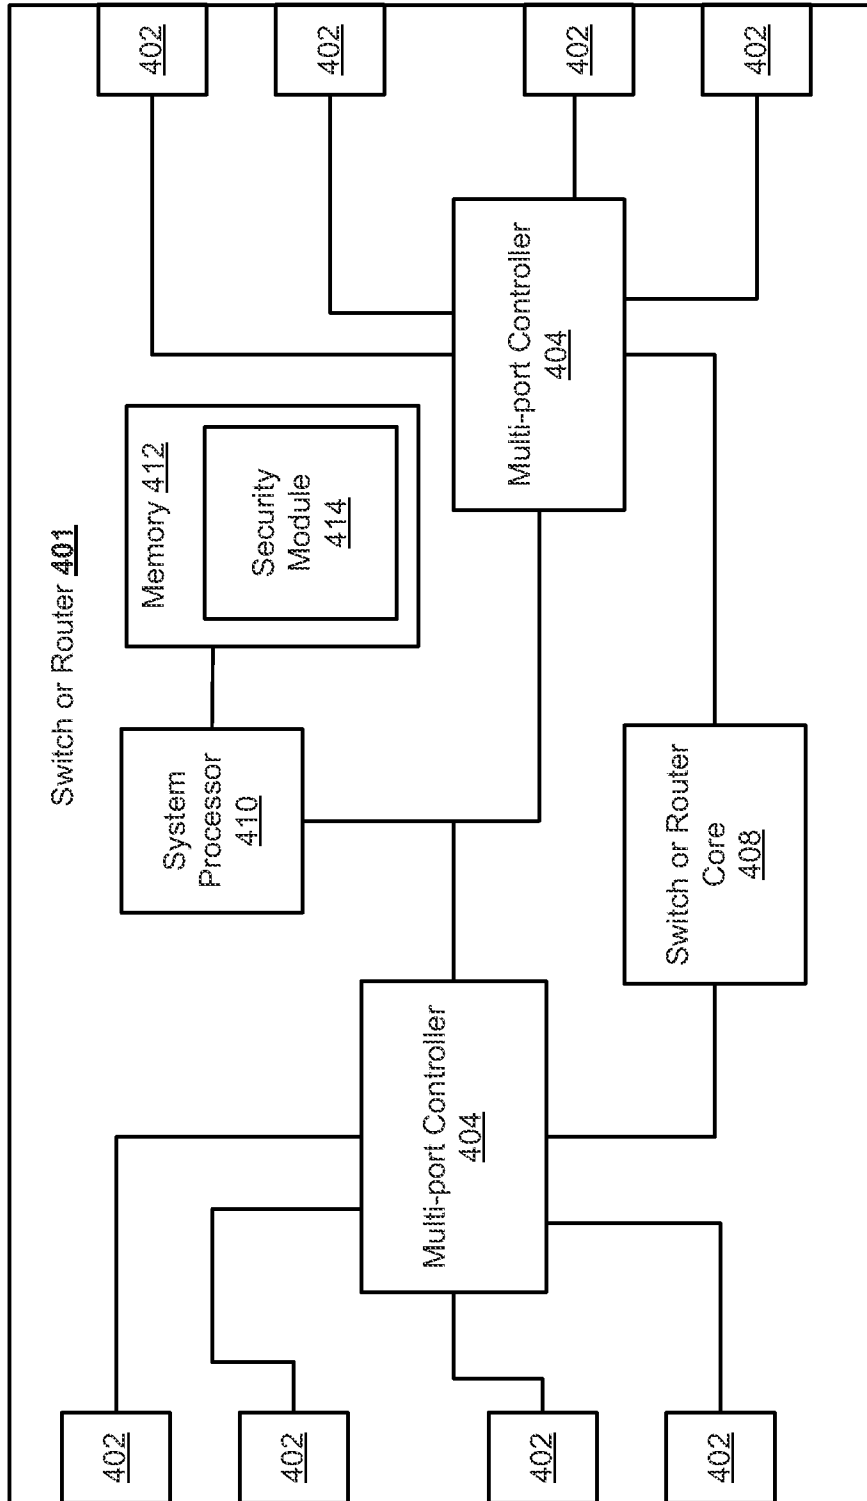 Switch or Router 401
402
402
Memory 412
System
Processor
410
Security
Module
414
402
402
Multi-port Controller
404
Multi-port Controller
404
402
402
Switch or Router
Core
408
402
402